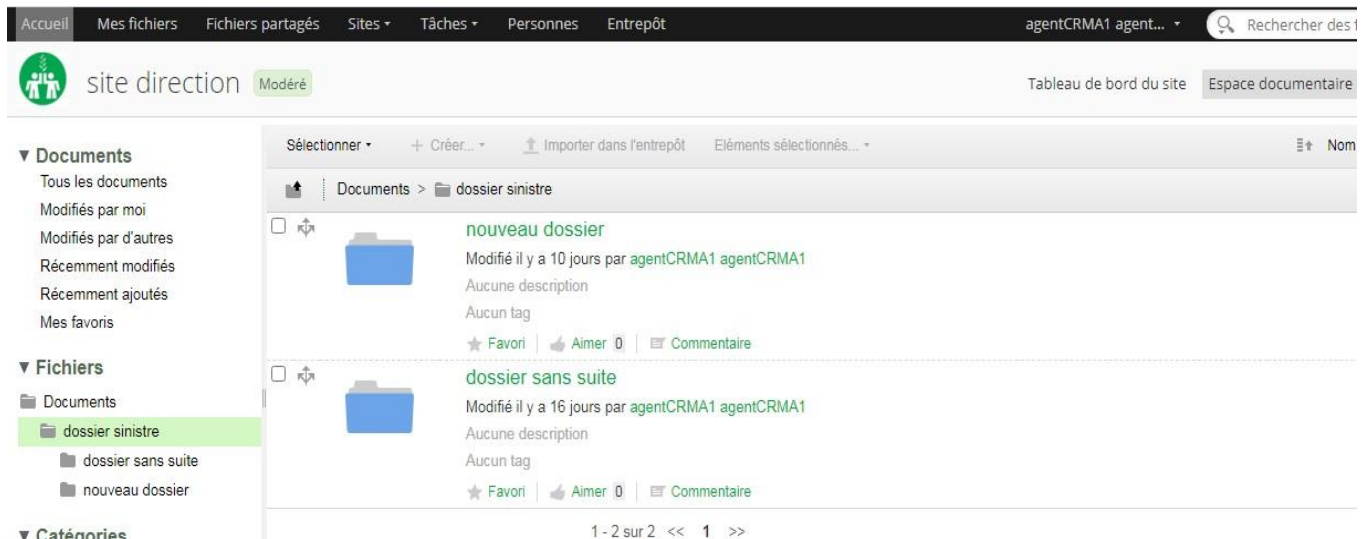 Accueil Mes fichiers Fichiers partagés Sites Tâches Personnes Entrepôt agentCRMA1 agent... Rechercher des f
site direction Modéré Tableau de bord du site Espace documentaire
Sélectionner + Créer... Importer dans l'entrepôt Eléments sélectionnés... Nom
Documents
Tous les documents
Modifiés par moi
Modifiés par d'autres
Récemment modifiés
Récemment ajoutés
Mes favoris
Fichiers
Documents
dossier sinistre
dossier sans suite
nouveau dossier
Catégories
Documents > dossier sinistre
nouveau dossier
Modifié il y a 10 jours par agentCRMA1 agentCRMA1
Aucune description
Aucun tag
Favori Aimer 0 Commentaire
dossier sans suite
Modifié il y a 16 jours par agentCRMA1 agentCRMA1
Aucune description
Aucun tag
Favori Aimer 0 Commentaire
1 - 2 sur 2 << 1 >>